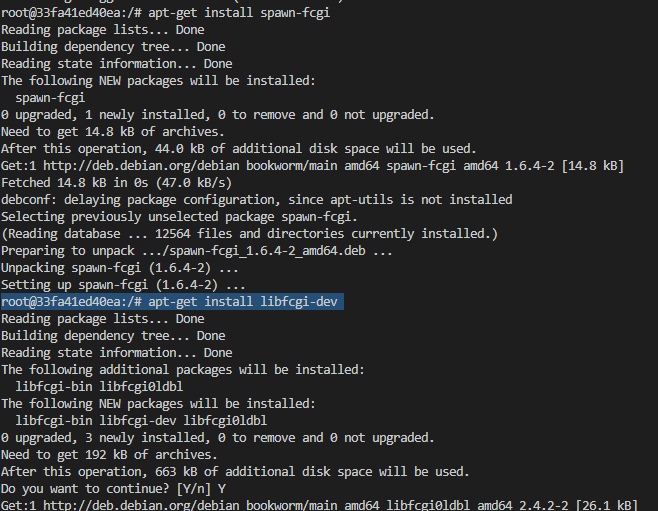 root@33fa41ed40ea:/# apt-get install spawn-fcgi
Reading package lists... Done
Building dependency tree... Done
Reading state information... Done
The following NEW packages will be installed:
  spawn-fcgi
0 upgraded, 1 newly installed, 0 to remove and 0 not upgraded.
Need to get 14.8 kB of archives.
After this operation, 44.0 kB of additional disk space will be used.
Get:1 http://deb.debian.org/debian bookworm/main amd64 spawn-fcgi amd64 1.6.4-2 [14.8 kB]
Fetched 14.8 kB in 0s (47.0 kB/s)
debconf: delaying package configuration, since apt-utils is not installed
Selecting previously unselected package spawn-fcgi.
(Reading database ... 12564 files and directories currently installed.)
Preparing to unpack .../spawn-fcgi_1.6.4-2_amd64.deb ...
Unpacking spawn-fcgi (1.6.4-2) ...
Setting up spawn-fcgi (1.6.4-2) ...
root@33fa41ed40ea:/# apt-get install libfcgi-dev
Reading package lists... Done
Building dependency tree... Done
Reading state information... Done
The following additional packages will be installed:
  libfcgi-bin libfcgi0ldbl
The following NEW packages will be installed:
  libfcgi-bin libfcgi-dev libfcgi0ldbl
0 upgraded, 3 newly installed, 0 to remove and 0 not upgraded.
Need to get 192 kB of archives.
After this operation, 663 kB of additional disk space will be used.
Do you want to continue? [Y/n] Y
Get:1 http://deb.debian.org/debian bookworm/main amd64 libfcgi0ldbl amd64 2.4.2-2 [26.1 kB]